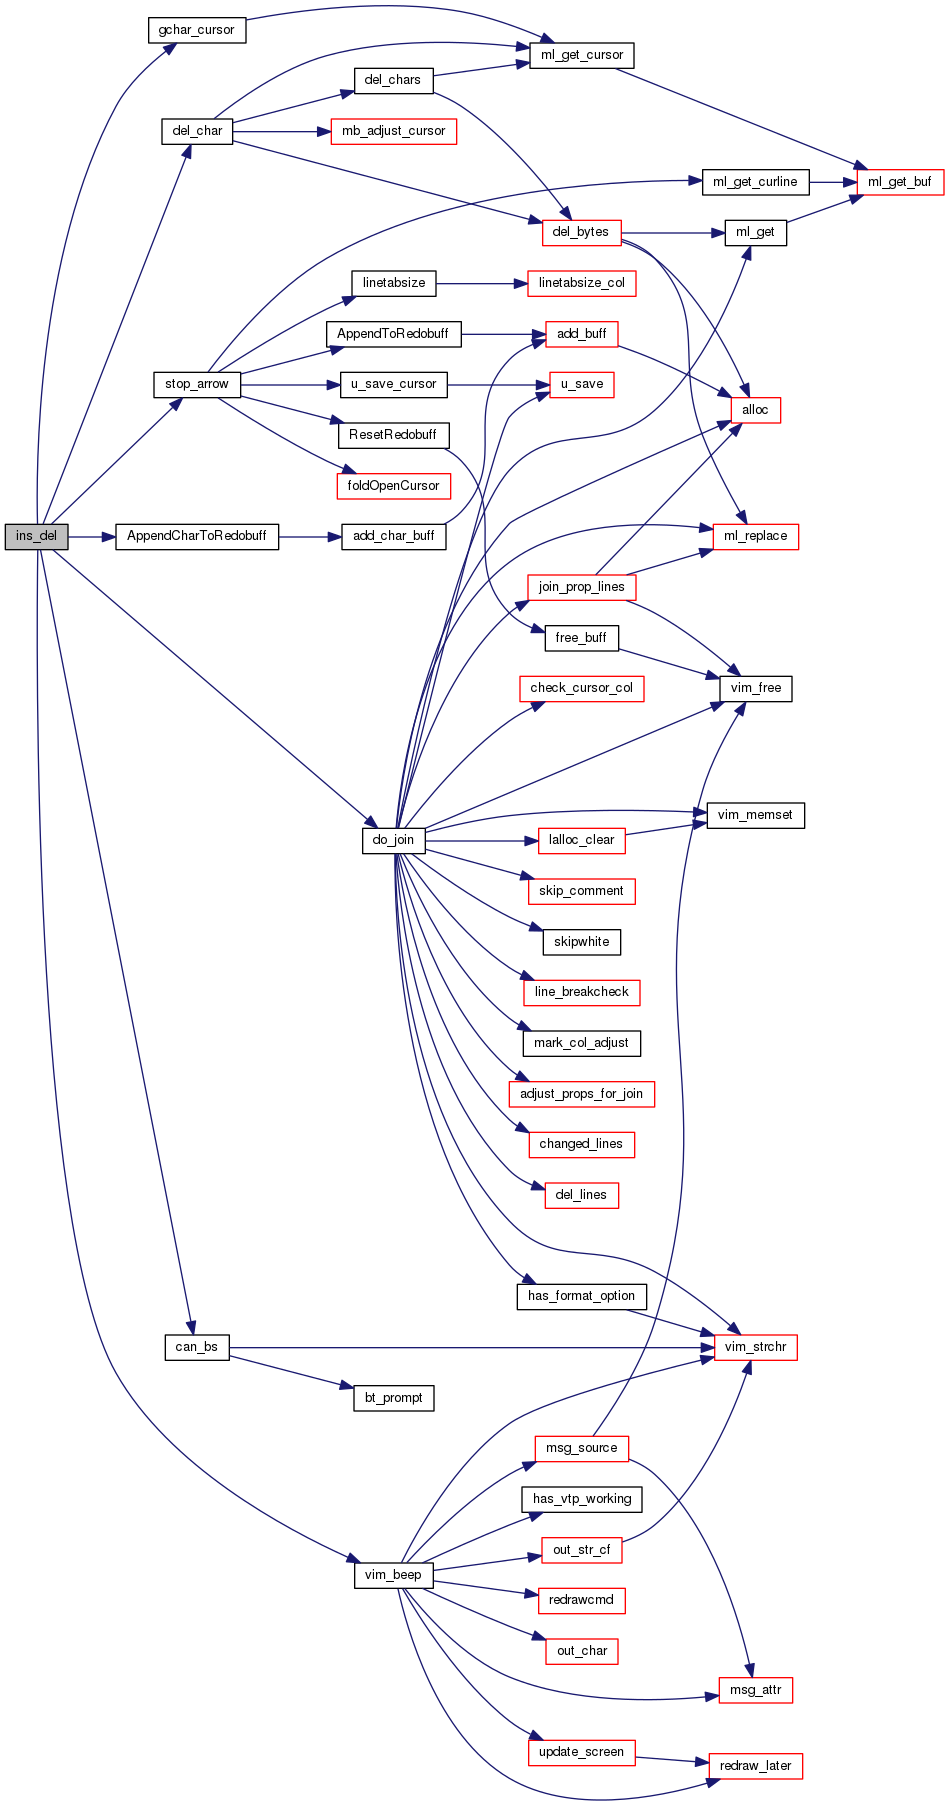 gchar_cursor
ml_get_cursor
del_chars
del_char
mb_adjust_cursor
ml_get_curline
ml_get_buf
del_bytes
ml_get
linetabsize
linetabsize_col
AppendToRedobuff
add_buff
stop_arrow
u_save_cursor
u_save
alloc
ResetRedobuff
foldOpenCursor
ins_del
AppendCharToRedobuff
add_char_buff
ml_replace
join_prop_lines
free_buff
check_cursor_col
vim_free
vim_memset
do_join
lalloc_clear
skip_comment
skipwhite
line_breakcheck
mark_col_adjust
adjust_props_for_join
changed_lines
del_lines
has_format_option
can_bs
vim_strchr
bt_prompt
msg_source
has_vtp_working
out_str_cf
vim_beep
redrawcmd
out_char
msg_attr
update_screen
redraw_later